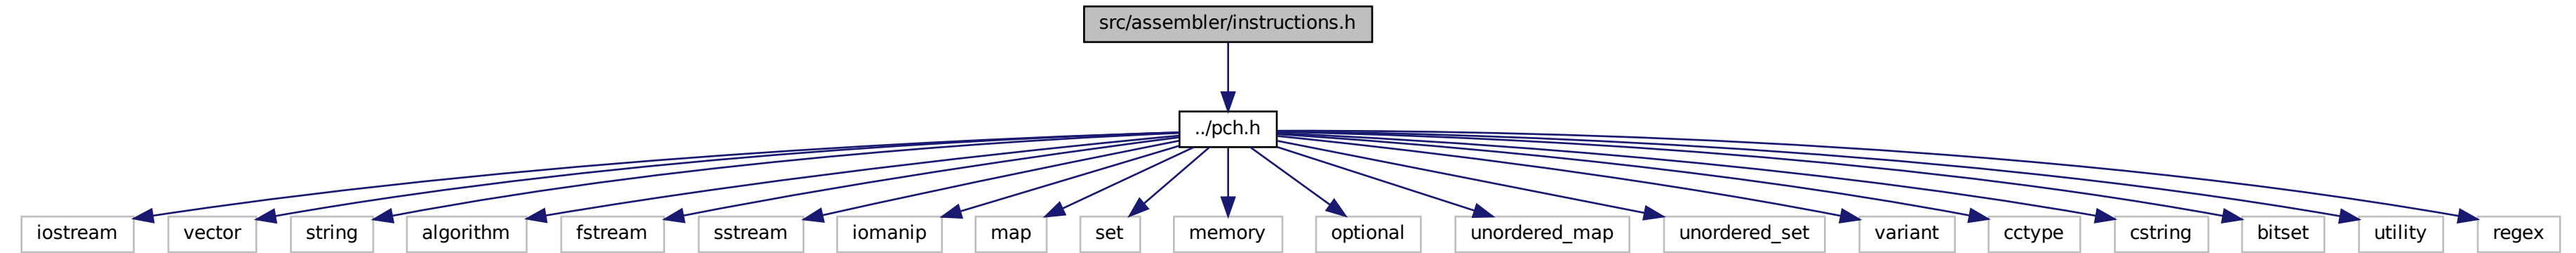 src/assembler/instructions.h
../pch.h
iostream
vector
string
algorithm
fstream
sstream
iomanip
map
set
memory
optional
unordered_map
unordered_set
variant
cctype
cstring
bitset
utility
regex